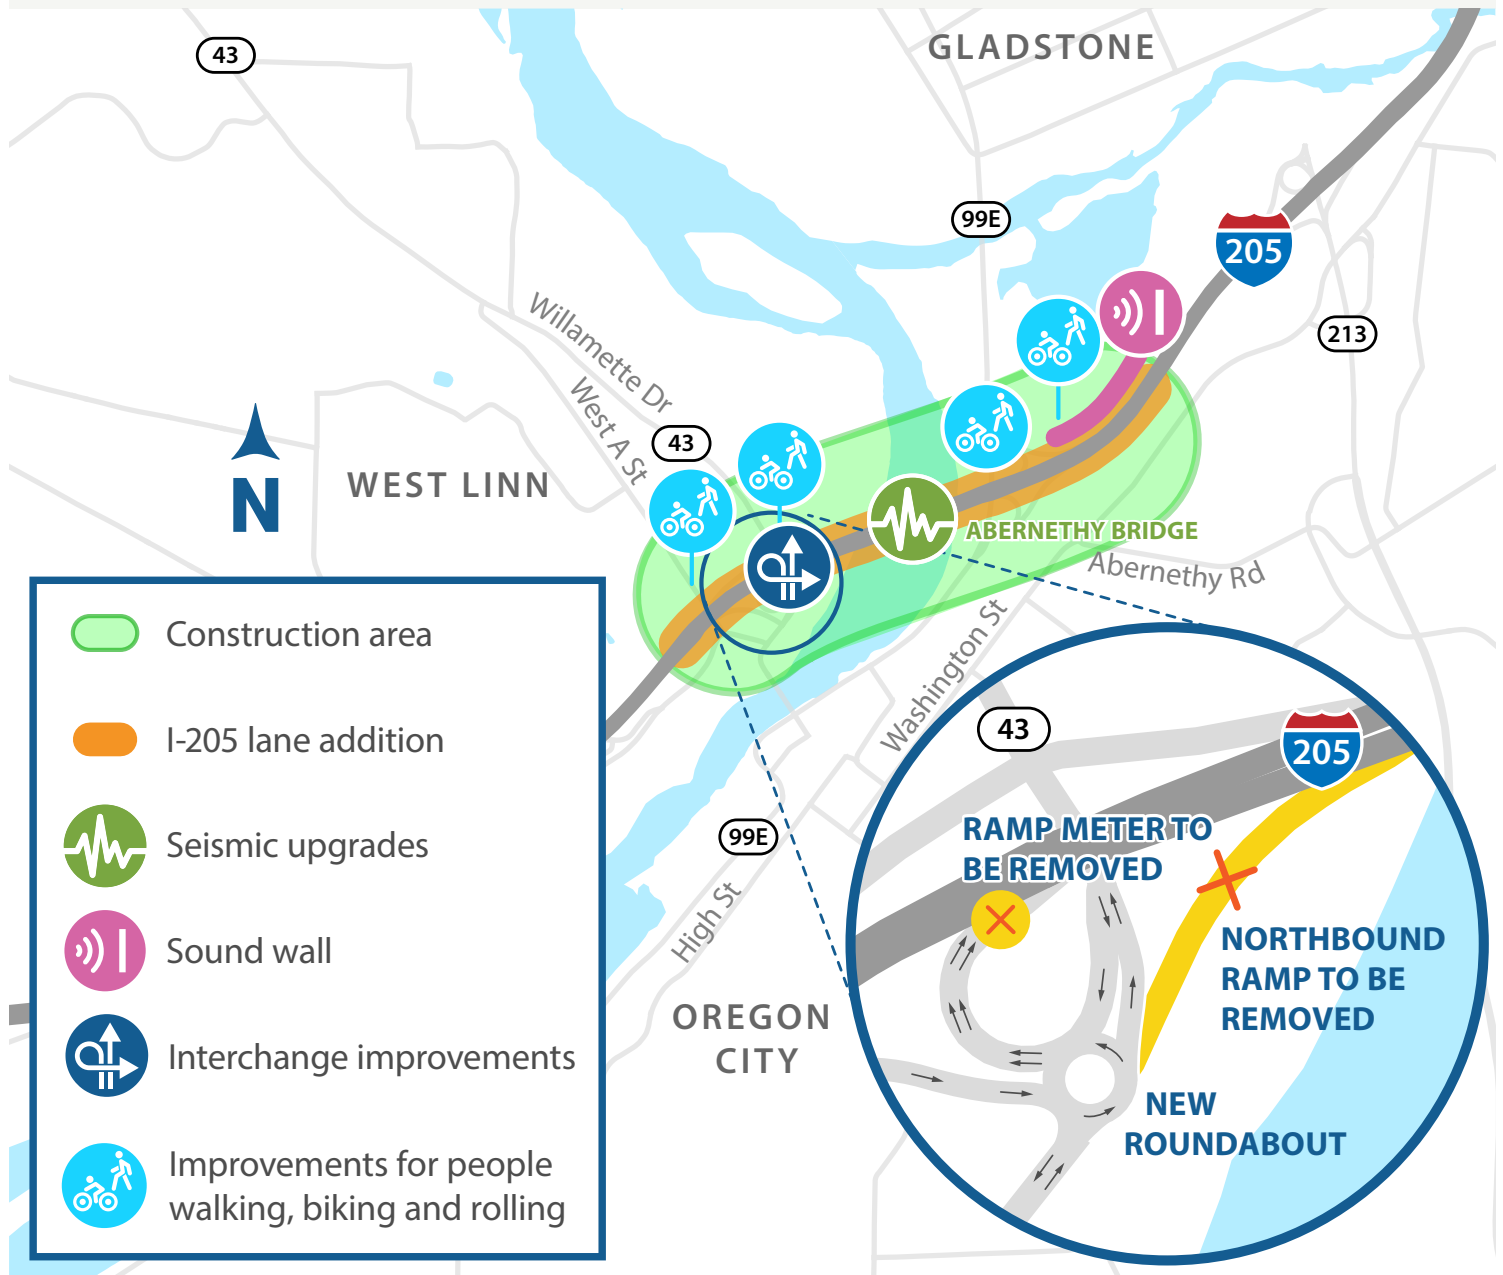 43
GLADSTONE
99E
205
213
Willamette Dr
West A St
43
WEST LINN
N
ABERNETHY BRIDGE
Abernethy Rd
Washington St
99E
High St
OREGON
CITY
Construction area
I-205 lane addition
Seismic upgrades
Sound wall
Interchange improvements
Improvements for people
walking, biking and rolling
43
205
RAMP METER TO
BE REMOVED
NORTHBOUND
RAMP TO BE
REMOVED
NEW
ROUNDABOUT